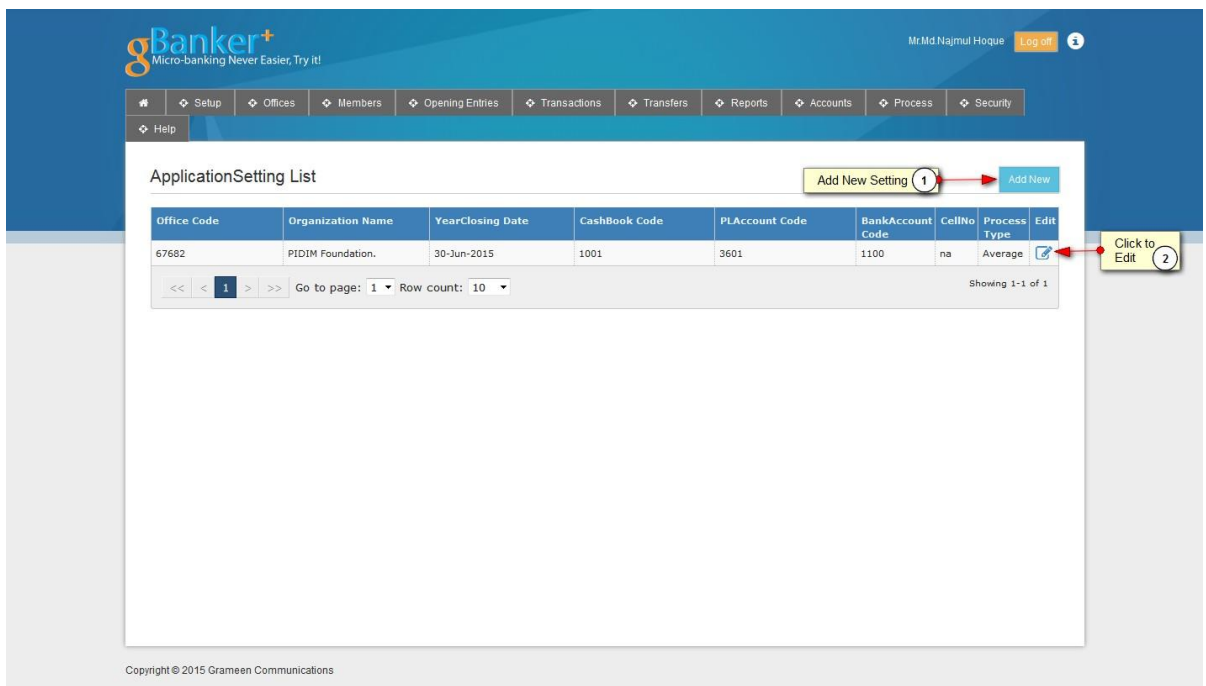 gBanker+
Micro-banking Never Easier, Try it!
Mr.Md.Najmul Hoque Log off
Setup Offices Members Opening Entries Transactions Transfers Reports Accounts Process Security
Help
ApplicationSetting List
Add New Setting 1 Add New
Office Code Organization Name YearClosing Date CashBook Code PLAccount Code BankAccount Code CellNo Process Type Edit
67682 PIDIM Foundation. 30-Jun-2015 1001 3601 1100 na Average
Click to
Edit 2
<< < 1 > >> Go to page: 1 Row count: 10 Showing 1-1 of 1
Copyright © 2015 Grameen Communications